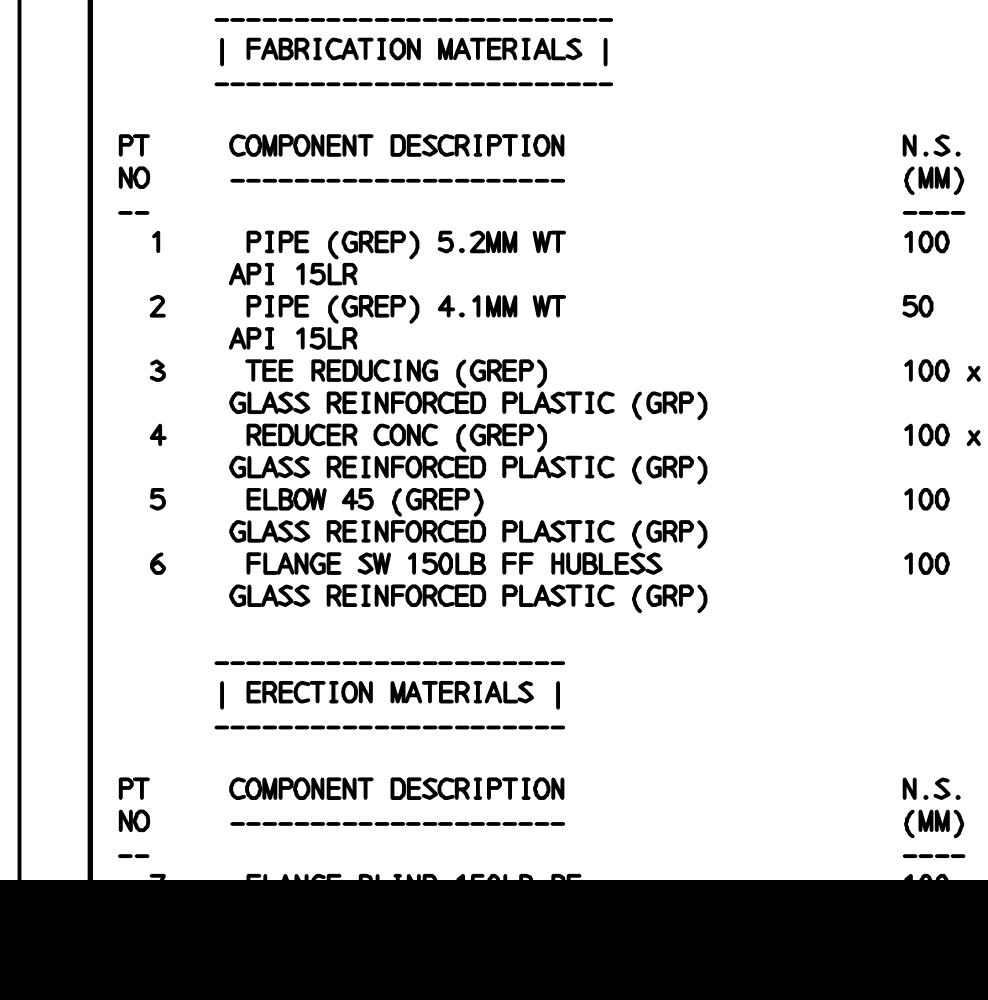 --------------------------
| FABRICATION MATERIALS |
--------------------------
PT COMPONENT DESCRIPTION N.S.
NO --------------------- (MM)
-- ----
1 PIPE (GREP) 5.2MM WT 100
API 15LR
2 PIPE (GREP) 4.1MM WT 50
API 15LR
3 TEE REDUCING (GREP) 100 x
GLASS REINFORCED PLASTIC (GRP)
4 REDUCER CONC (GREP) 100 x
GLASS REINFORCED PLASTIC (GRP)
5 ELBOW 45 (GREP) 100
GLASS REINFORCED PLASTIC (GRP)
6 FLANGE SW 150LB FF HUBLESS 100
GLASS REINFORCED PLASTIC (GRP)
----------------------
| ERECTION MATERIALS |
----------------------
PT COMPONENT DESCRIPTION N.S.
NO --------------------- (MM)
-- ----